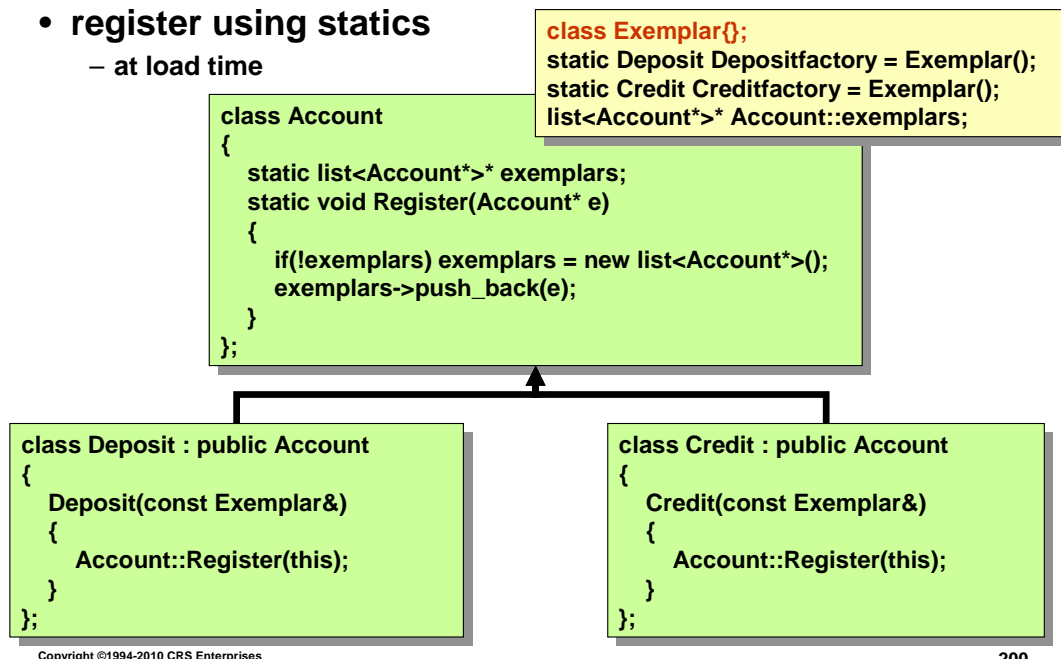 • register using statics
– at load time
class Exemplar{};
static Deposit Depositfactory = Exemplar();
static Credit Creditfactory = Exemplar();
list<Account*>* Account::exemplars;
class Account
{
static list<Account*>* exemplars;
static void Register(Account* e)
{
if(!exemplars) exemplars = new list<Account*>();
exemplars->push_back(e);
}
};
class Deposit : public Account
{
Deposit(const Exemplar&)
{
Account::Register(this);
}
};
class Credit : public Account
{
Credit(const Exemplar&)
{
Account::Register(this);
}
};
Copyright ©1994-2010 CRS Enterprises
200